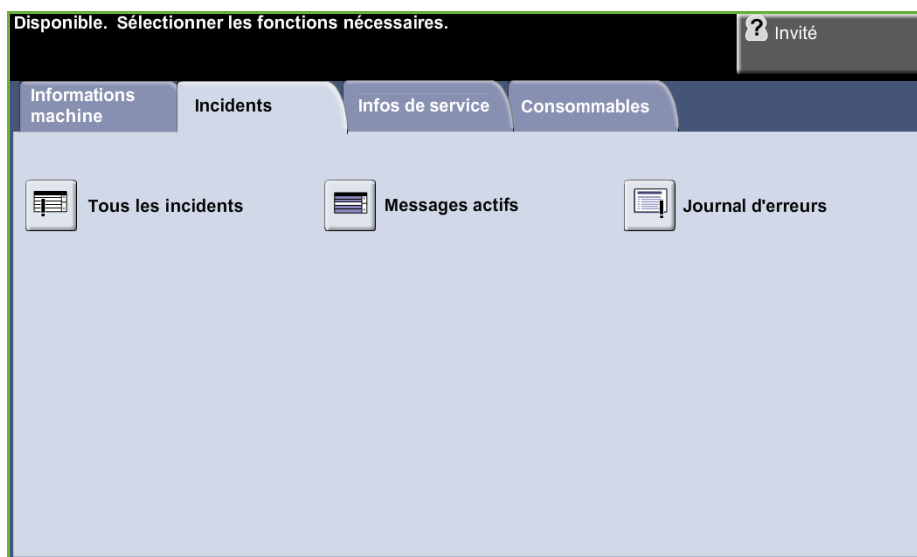 Disponible. Sélectionner les fonctions nécessaires.
? Invité
Informations
machine
Incidents
Infos de service
Consommables
Tous les incidents
Messages actifs
Journal d'erreurs